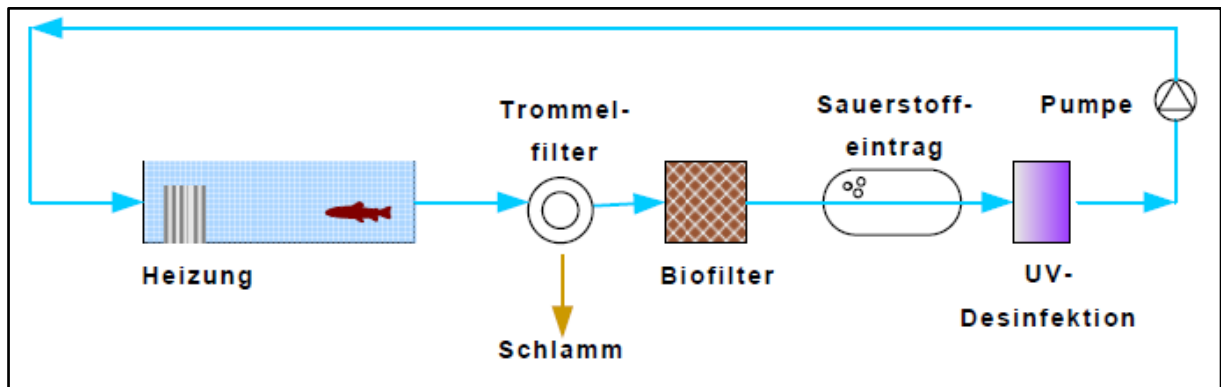 Trommel-
filter
Sauerstoff-
eintrag
Pumpe
Heizung
Biofilter
UV-
Desinfektion
Schlamm